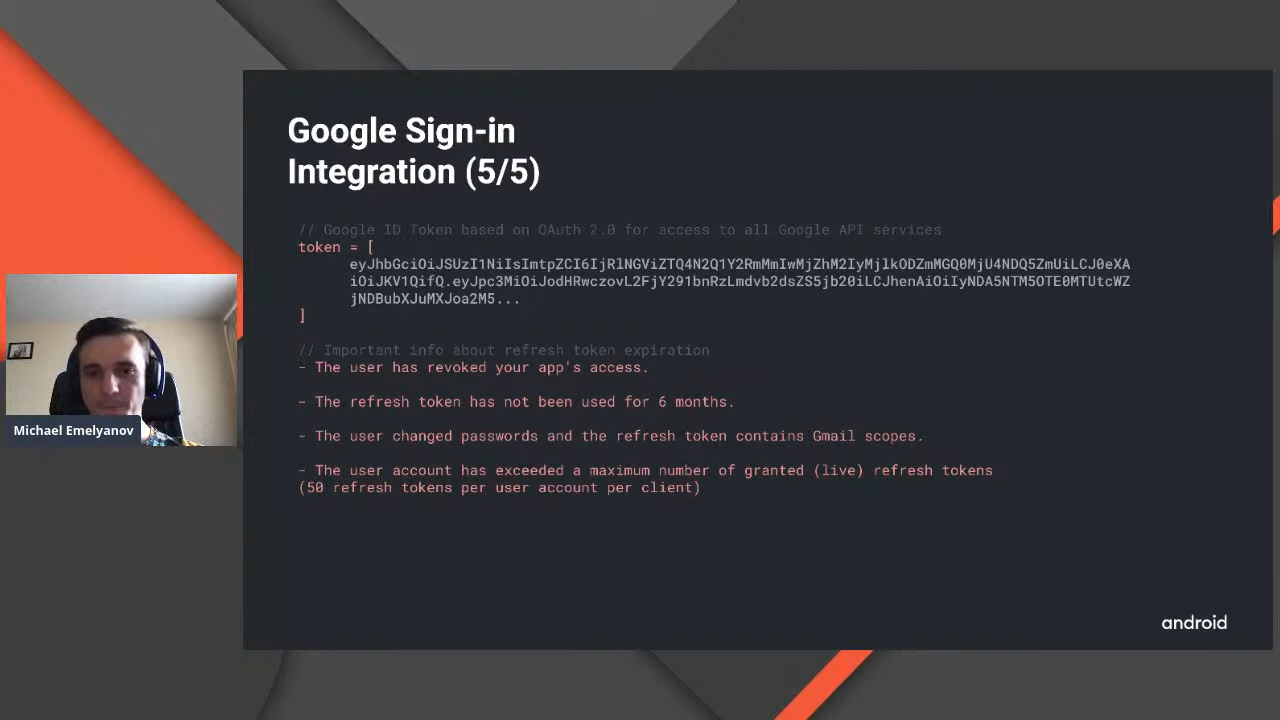 Google Sign-in
Integration (5/5)
// Google ID Token based on OAuth 2.0 for access to all Google API services
token = [
eyJhbGciOiJSUzI1NiIsImtpZCI6IjRlNGViZTQ4N2Q1Y2RmMmIwMjZhM2IyMjlkODZmMGQ0MjU4NDQ5ZmUiLCJ0eXA
iOiJKV1QifQ.eyJpc3MiOiJodHRwczovL2FjY291bnRzLmdvb2dsZS5jb20iLCJhenAiOiIyNDA5NTM5OTE0MTUtcWZ
jNDBubXJuMXJoa2M5...
]
// Important info about refresh token expiration
- The user has revoked your app's access.
- The refresh token has not been used for 6 months.
- The user changed passwords and the refresh token contains Gmail scopes.
- The user account has exceeded a maximum number of granted (live) refresh tokens
(50 refresh tokens per user account per client)
Michael Emelyanov
android